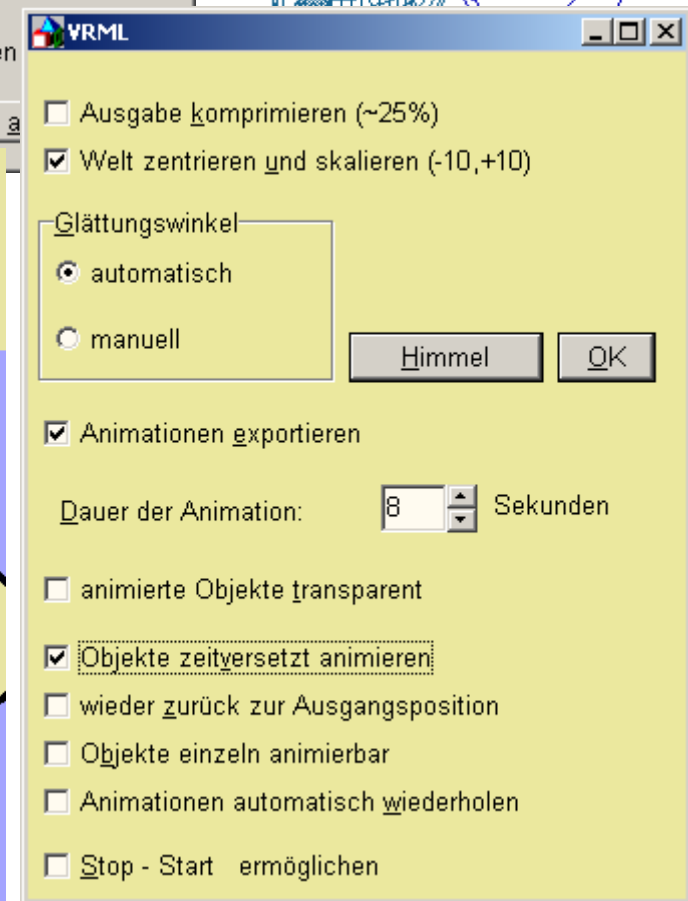 VRML
en
a
Ausgabe komprimieren (~25%)
Welt zentrieren und skalieren (-10,+10)
Glättungswinkel
automatisch
manuell
Himmel
OK
Animationen exportieren
Dauer der Animation:
8
Sekunden
animierte Objekte transparent
Objekte zeitversetzt animieren
wieder zurück zur Ausgangsposition
Objekte einzeln animierbar
Animationen automatisch wiederholen
Stop - Start ermöglichen